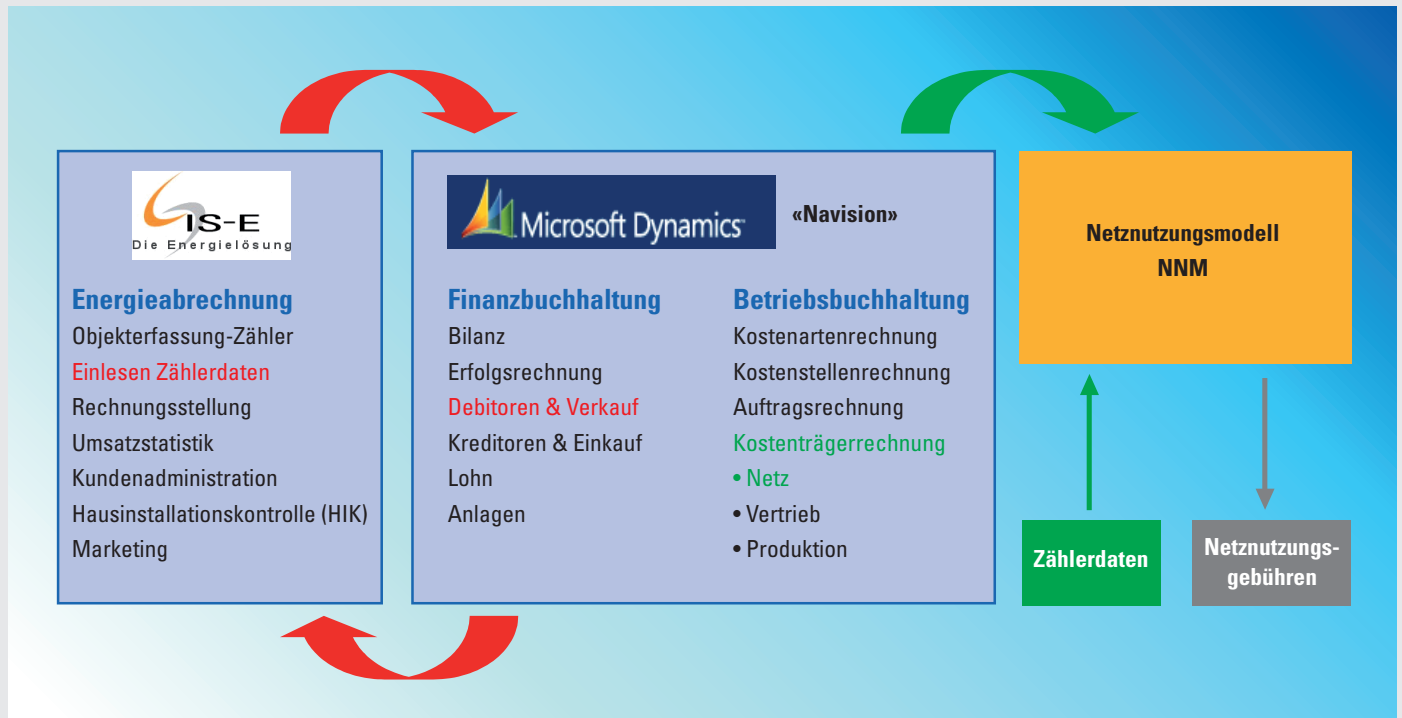 IS-E
Die Energielösung
Energieabrechnung
Objekterfassung-Zähler
Einlesen Zählerdaten
Rechnungsstellung
Umsatzstatistik
Kundenadministration
Hausinstallationskontrolle (HIK)
Marketing
Microsoft Dynamics™
«Navision»
Finanzbuchhaltung
Bilanz
Erfolgsrechnung
Debitoren & Verkauf
Kreditoren & Einkauf
Lohn
Anlagen
Betriebsbuchhaltung
Kostenartenrechnung
Kostenstellenrechnung
Auftragsrechnung
Kostenträgerrechnung
• Netz
• Vertrieb
• Produktion
Netznutzungsmodell
NNM
Zählerdaten
Netznutzungs-
gebühren